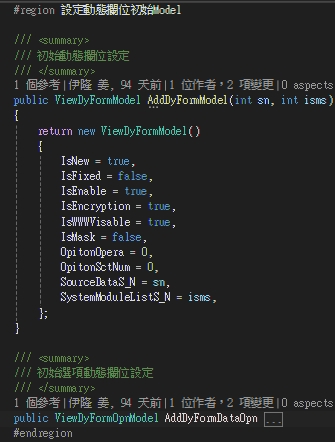 #region 設定動態欄位初始Model
/// <summary>
/// 初始動態欄位設定
/// </summary>
1 個參考|伊隆 姜, 94 天前|1 位作者，2 項變更|0 aspects
public ViewDyFormModel AddDyFormModel(int sn, int isms)
{
return new ViewDyFormModel()
{
IsNew = true,
IsFixed = false,
IsEnable = true,
IsEncryption = true,
IsWWWVisable = true,
IsMask = false,
OpitonOpera = 0,
OpitonSctNum = 0,
SourceDataS_N = sn,
SystemModuleListS_N = isms,
};
}
/// <summary>
/// 初始選項動態欄位設定
/// </summary>
1 個參考|伊隆 姜, 94 天前|1 位作者，2 項變更|0 aspects
public ViewDyFormOpnModel AddDyFormDataOpn ...
#endregion